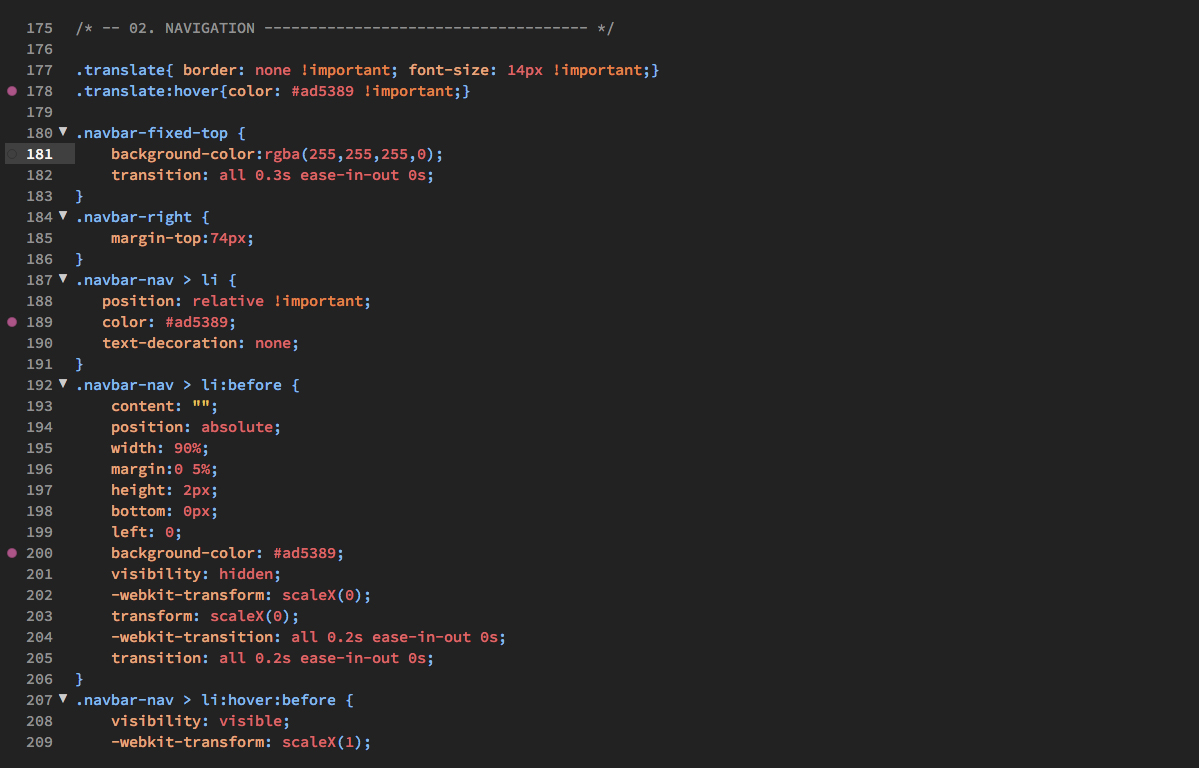 175 /* -- 02. NAVIGATION ------------------------------------ */
176
177 .translate{ border: none !important; font-size: 14px !important;}
178 .translate:hover{color: #ad5389 !important;}
179
180 ▼ .navbar-fixed-top {
181     background-color:rgba(255,255,255,0);
182     transition: all 0.3s ease-in-out 0s;
183 }
184 ▼ .navbar-right {
185     margin-top:74px;
186 }
187 ▼ .navbar-nav > li {
188    position: relative !important;
189    color: #ad5389;
190    text-decoration: none;
191 }
192 ▼ .navbar-nav > li:before {
193     content: "";
194     position: absolute;
195     width: 90%;
196     margin:0 5%;
197     height: 2px;
198     bottom: 0px;
199     left: 0;
200     background-color: #ad5389;
201     visibility: hidden;
202     -webkit-transform: scaleX(0);
203     transform: scaleX(0);
204     -webkit-transition: all 0.2s ease-in-out 0s;
205     transition: all 0.2s ease-in-out 0s;
206 }
207 ▼ .navbar-nav > li:hover:before {
208     visibility: visible;
209     -webkit-transform: scaleX(1);